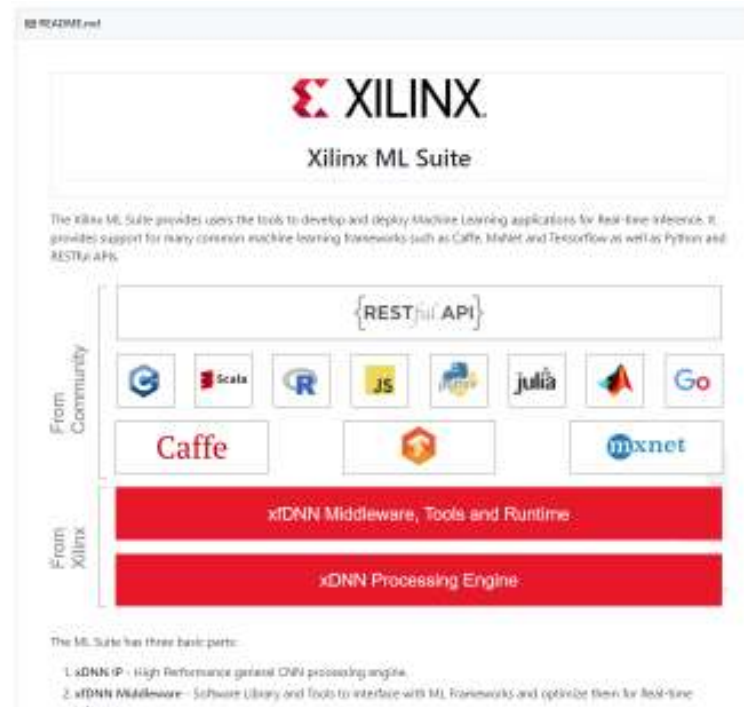 README.md
XILINX
Xilinx ML Suite
The Xilinx ML Suite provides users the tools to develop and deploy Machine Learning applications for Real-time Inference. It
provides support for many common machine learning frameworks such as Caffe, MxNet and Tensorflow as well as Python and
RESTful APIs.
{RESTful API}
From Community
C Scala R JS python julia Go
Caffe mxnet
From Xilinx
xfDNN Middleware, Tools and Runtime
xDNN Processing Engine
The ML Suite has three basic parts:
1. xDNN IP - High Performance general CNN processing engine.
2. xfDNN Middleware - Software Library and Tools to interface with ML Frameworks and optimize them for Real-time